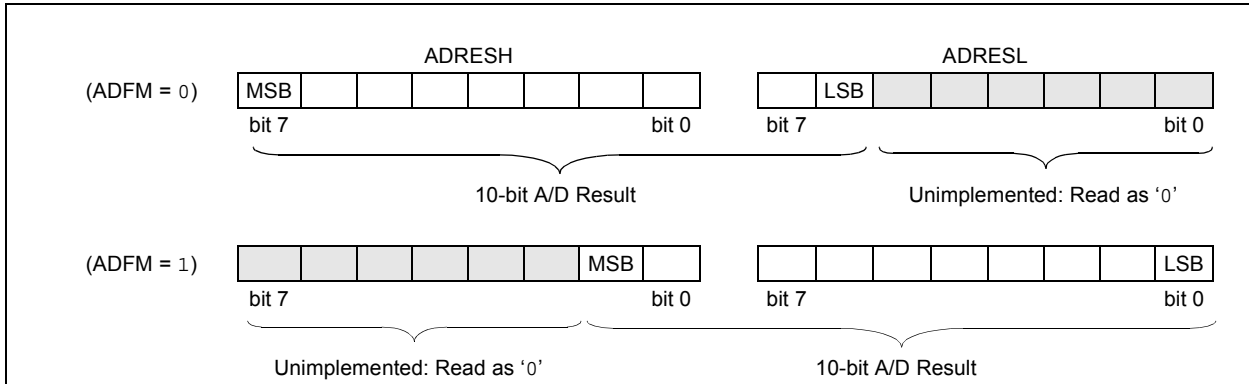 ADRESH ADRESL
(ADFM = 0) MSB LSB
bit 7 bit 0 bit 7 bit 0
10-bit A/D Result Unimplemented: Read as ‘0’
(ADFM = 1) MSB LSB
bit 7 bit 0 bit 7 bit 0
Unimplemented: Read as ‘0’ 10-bit A/D Result